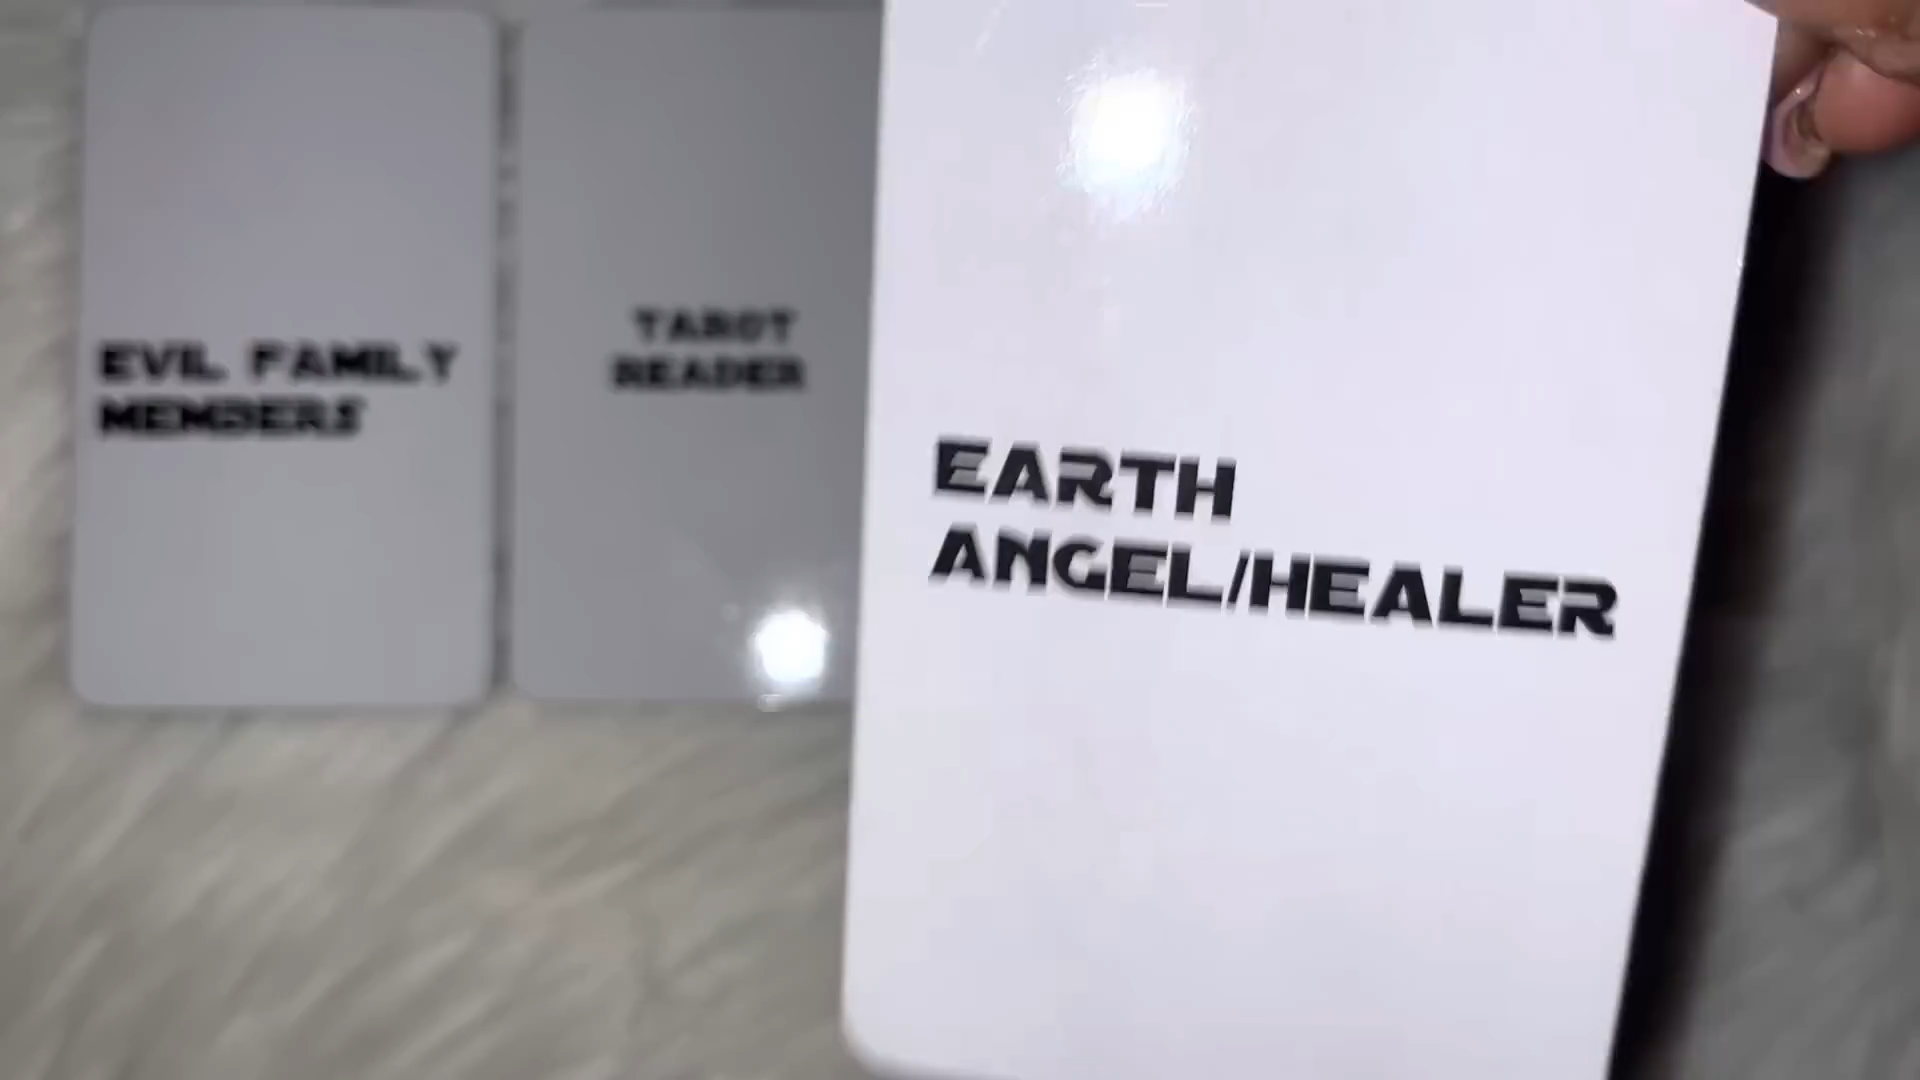 EVIL FAMILY
MEMBERS
TAROT
READER
EARTH
ANGEL/HEALER